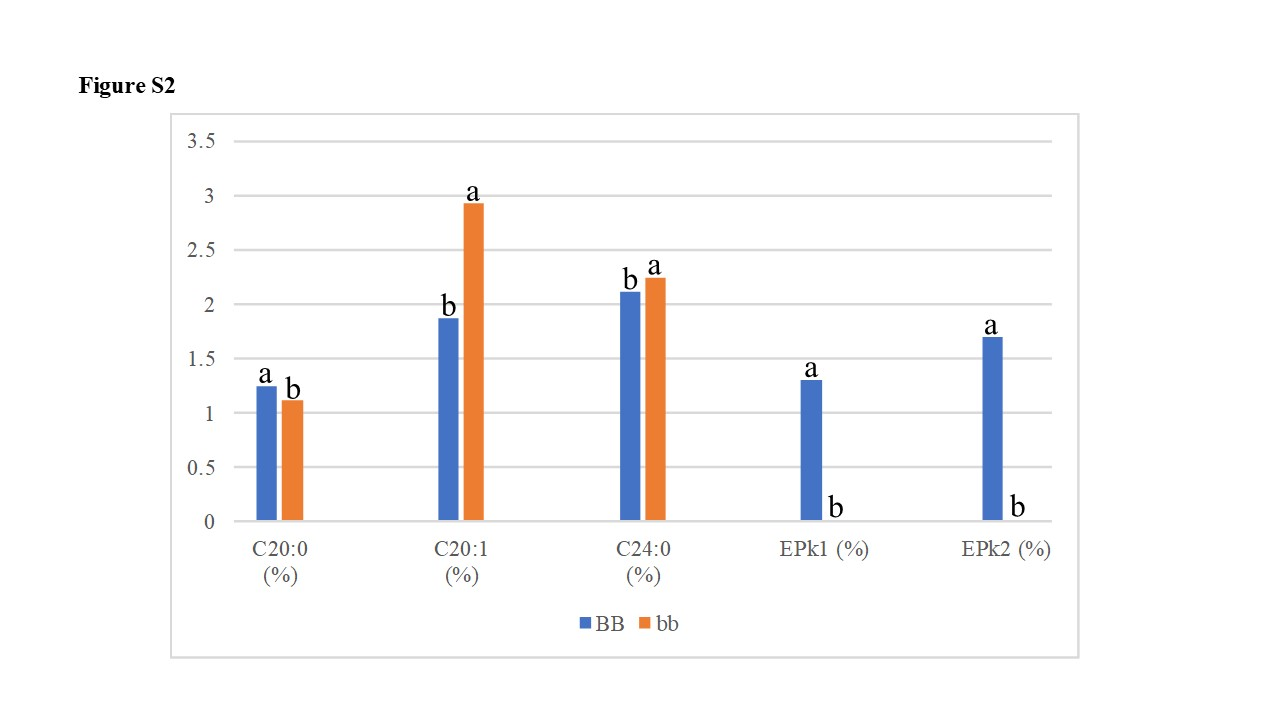 Figure S2
3.5
3
2.5
2
1.5
1
0.5
0
a b
b a
b a
a b
a b
C20:0 (%)
C20:1 (%)
C24:0 (%)
EPk1 (%)
EPk2 (%)
BB bb